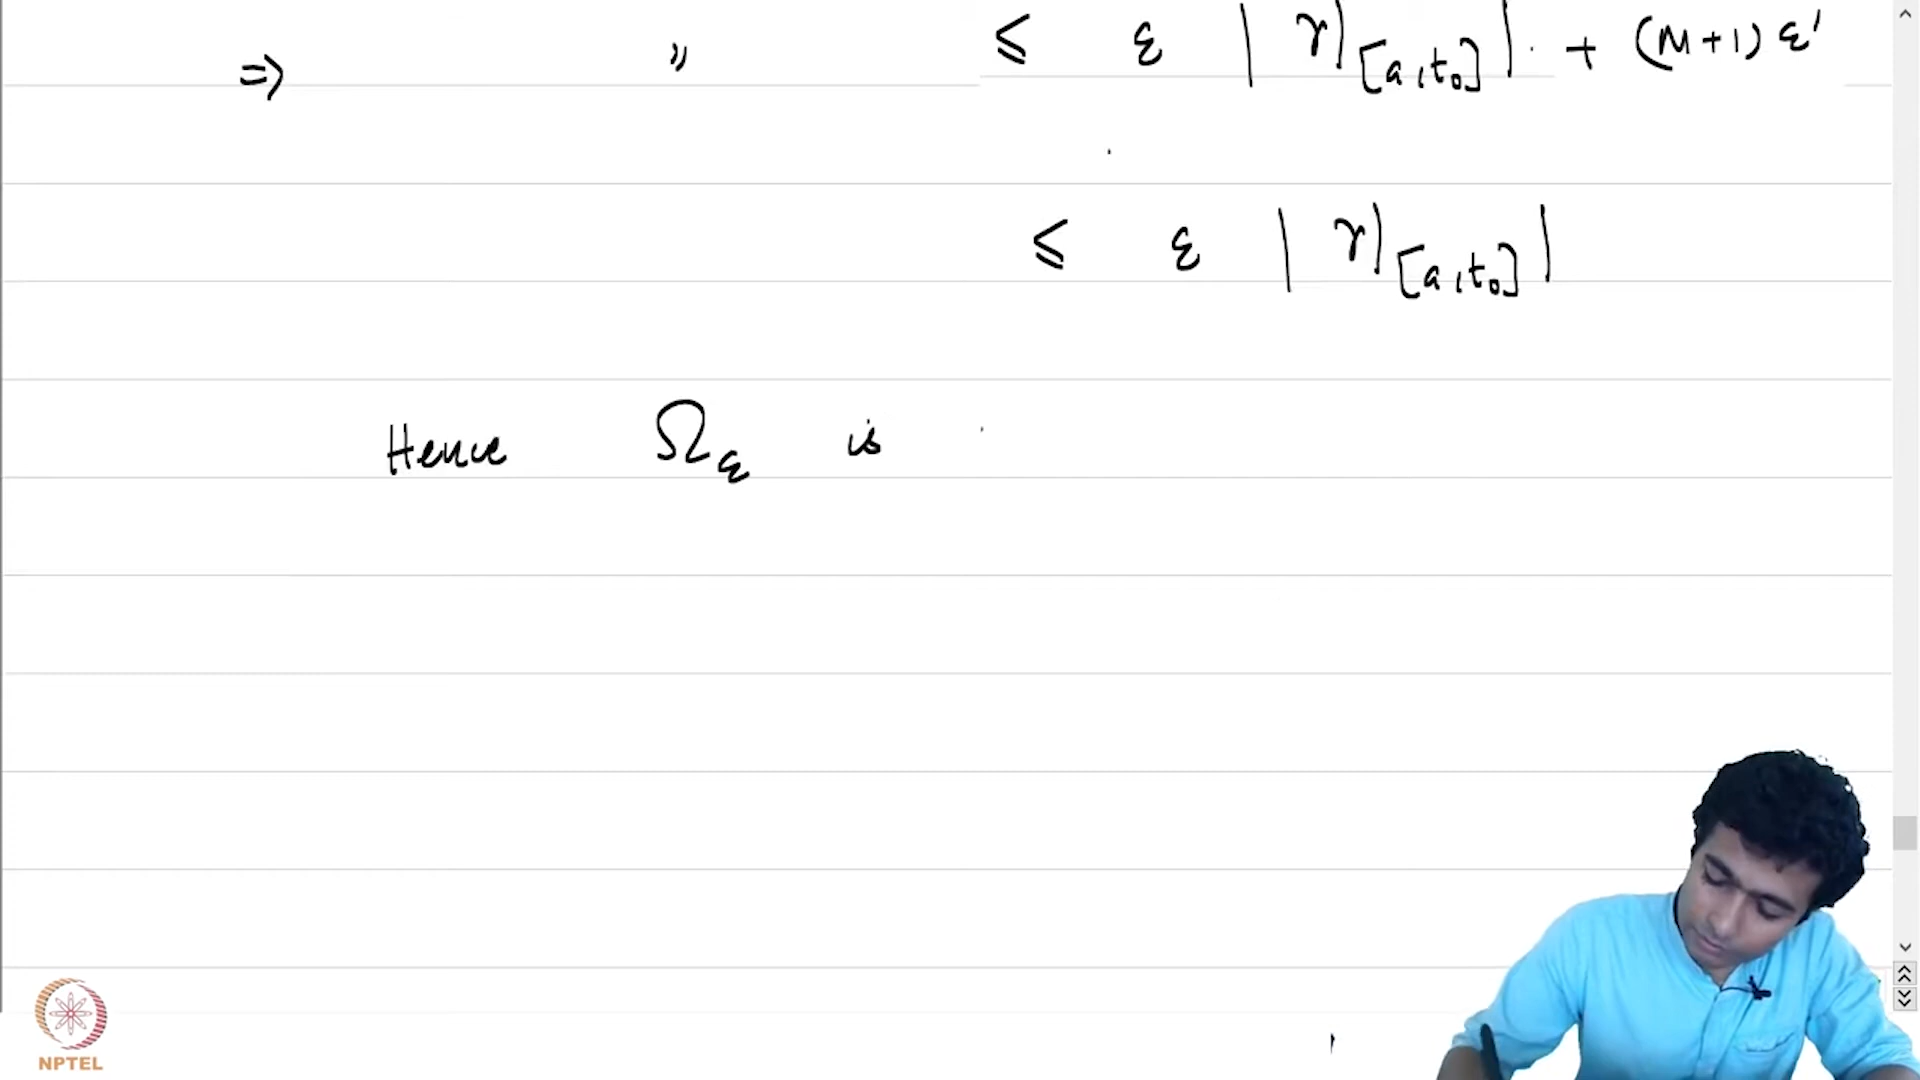 ⇒ " ≤ ε | γ|_[a,t₀] | + (M+1) ε'
≤ ε | γ|_[a,t₀] |
Hence Ω_ε is
NPTEL